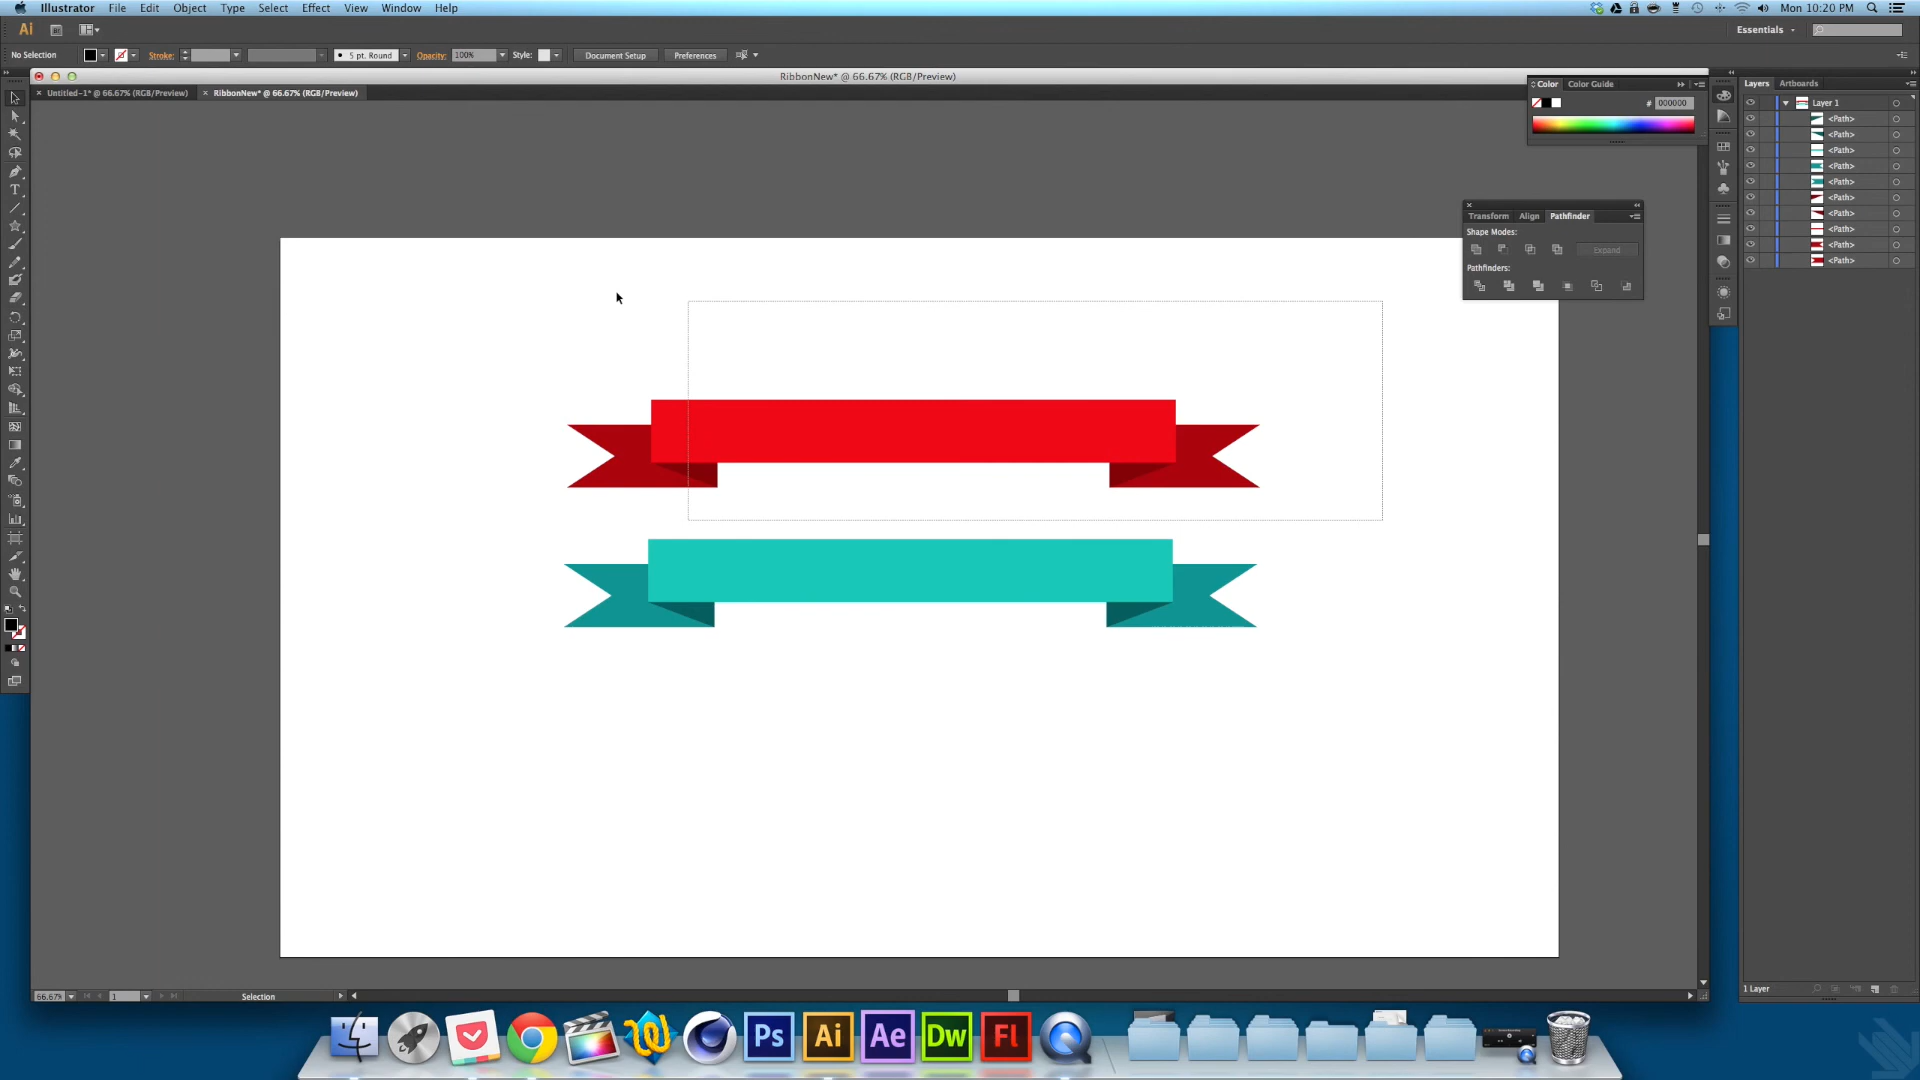 Illustrator File Edit Object Type Select Effect View Window Help
Mon 10:20 PM
Ai
Essentials
No Selection
Stroke:
5 pt. Round
Opacity: 100%
Style:
Document Setup
Preferences
RibbonNew* @ 66.67% (RGB/Preview)
Untitled-1* @ 66.67% (RGB/Preview)
RibbonNew* @ 66.67% (RGB/Preview)
Color Color Guide
# 000000
Layers Artboards
Layer 1
<Path>
<Path>
<Path>
<Path>
<Path>
<Path>
<Path>
<Path>
<Path>
<Path>
Transform Align Pathfinder
Shape Modes:
Expand
Pathfinders:
T
66.67%
1
Selection
1 Layer
Ps Ai Ae Dw Fl